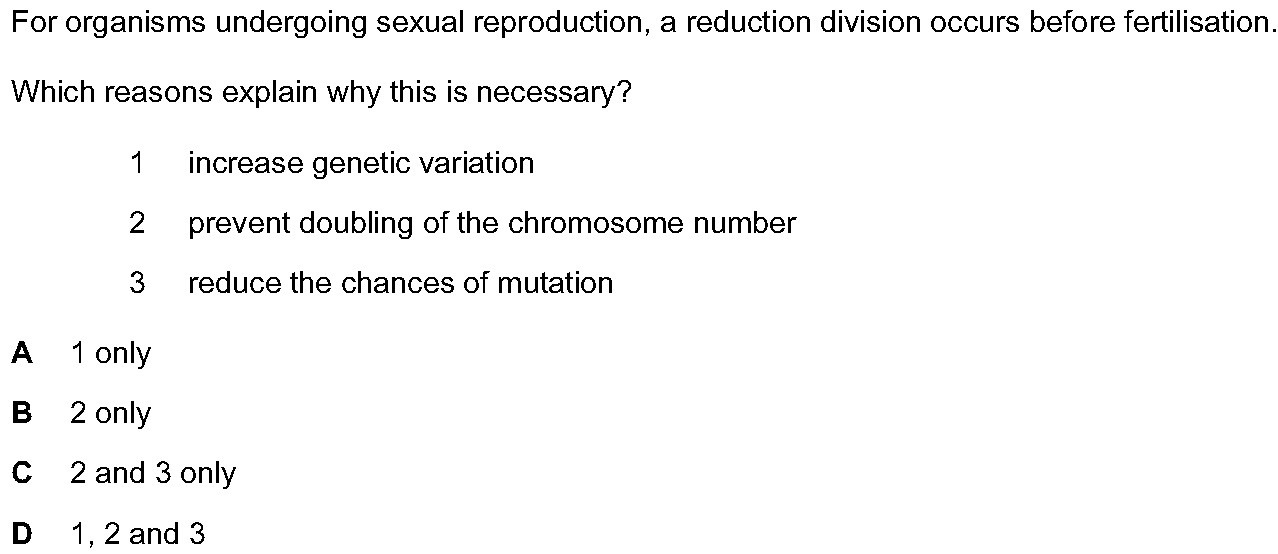 For organisms undergoing sexual reproduction, a reduction division occurs before fertilisation.
Which reasons explain why this is necessary?
1 increase genetic variation
2 prevent doubling of the chromosome number
3 reduce the chances of mutation
A 1 only
B 2 only
C 2 and 3 only
D 1, 2 and 3